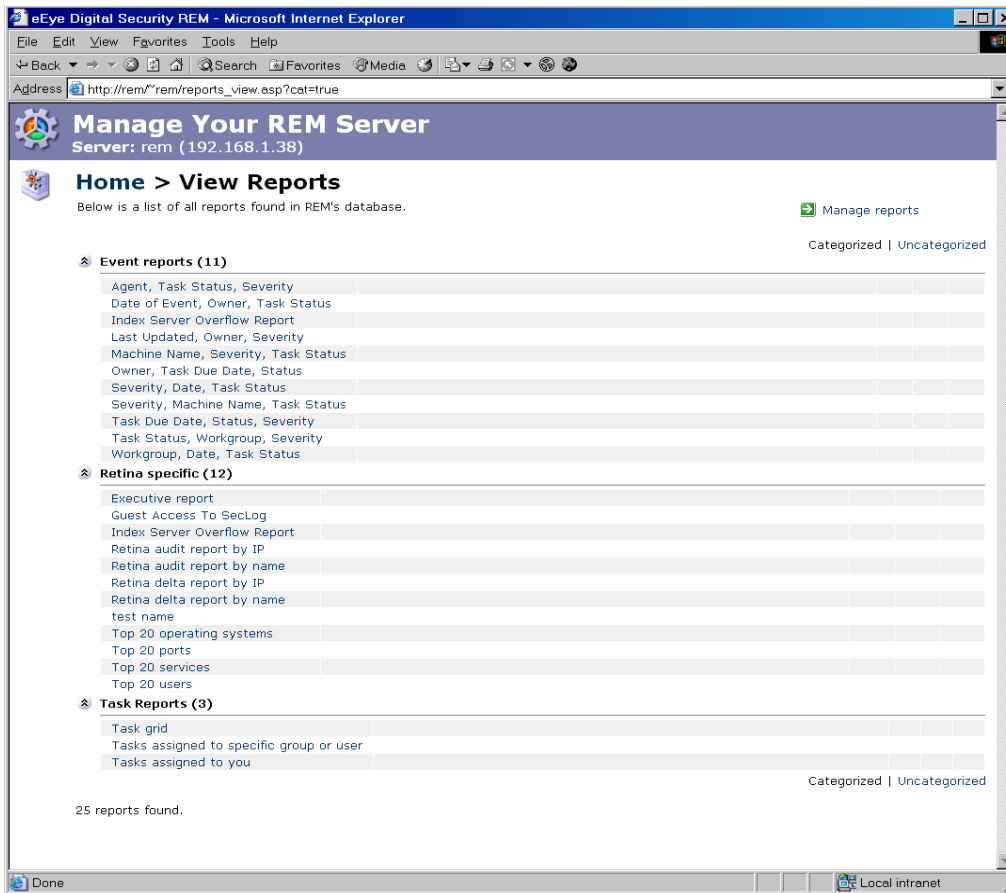 eEye Digital Security REM - Microsoft Internet Explorer
File Edit View Favorites Tools Help
Back Search Favorites Media
Address http://rem/~rem/reports_view.asp?cat=true
Manage Your REM Server
Server: rem (192.168.1.38)
Home > View Reports
Below is a list of all reports found in REM's database.
Manage reports
Categorized | Uncategorized
Event reports (11)
Agent, Task Status, Severity
Date of Event, Owner, Task Status
Index Server Overflow Report
Last Updated, Owner, Severity
Machine Name, Severity, Task Status
Owner, Task Due Date, Status
Severity, Date, Task Status
Severity, Machine Name, Task Status
Task Due Date, Status, Severity
Task Status, Workgroup, Severity
Workgroup, Date, Task Status
Retina specific (12)
Executive report
Guest Access To SecLog
Index Server Overflow Report
Retina audit report by IP
Retina audit report by name
Retina delta report by IP
Retina delta report by name
test name
Top 20 operating systems
Top 20 ports
Top 20 services
Top 20 users
Task Reports (3)
Task grid
Tasks assigned to specific group or user
Tasks assigned to you
Categorized | Uncategorized
25 reports found.
Done
Local intranet